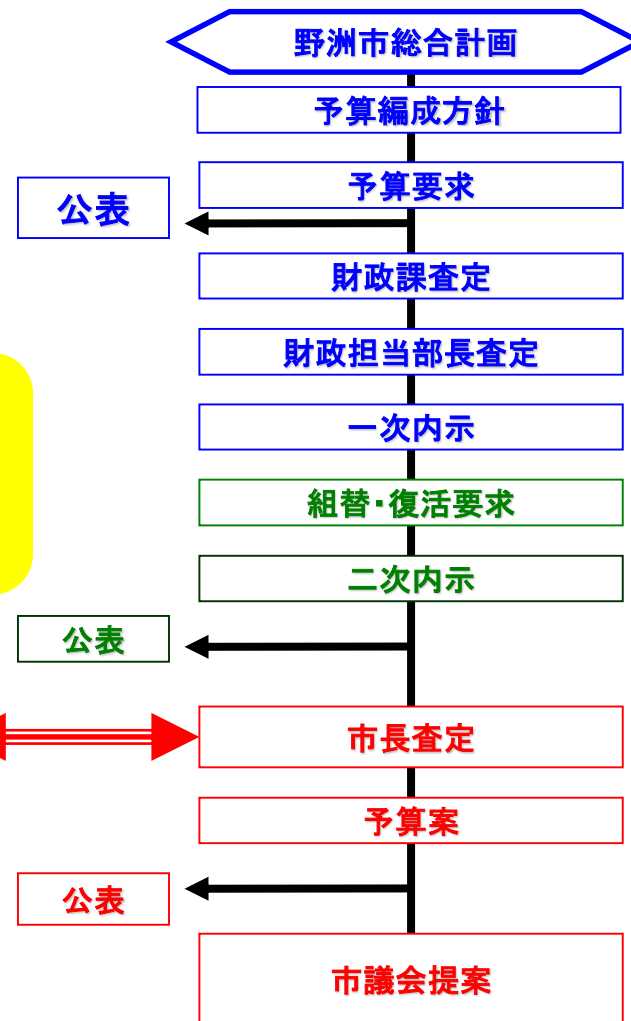 野洲市総合計画
予算編成方針
予算要求
公表
財政課査定
財政担当部長査定
一次内示
組替・復活要求
二次内示
公表
市長査定
予算案
公表
市議会提案